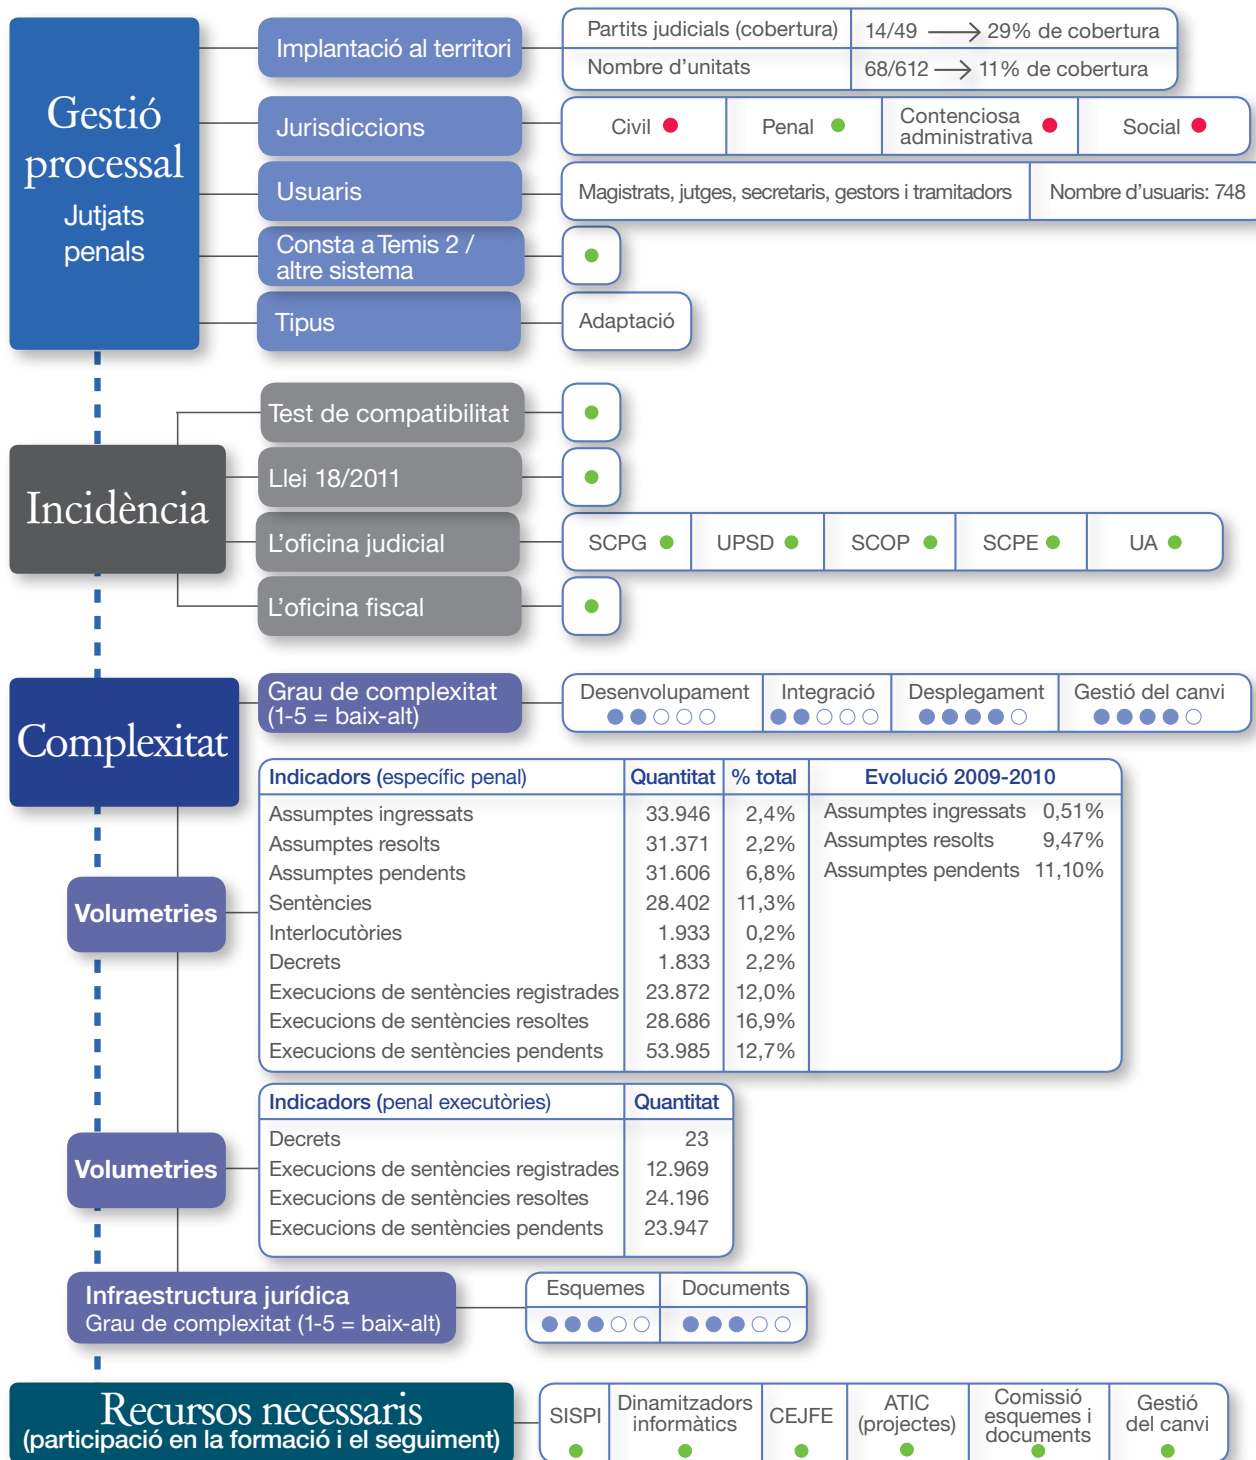 Gestió
processal
Jutjats
penals
Implantació al territori
Partits judicials (cobertura) 14/49 → 29% de cobertura
Nombre d'unitats 68/612 → 11% de cobertura
Jurisdiccions
Civil Penal Contenciosa administrativa Social
Usuaris
Magistrats, jutges, secretaris, gestors i tramitadors Nombre d'usuaris: 748
Consta a Temis 2 /
altre sistema
Tipus
Adaptació
Incidència
Test de compatibilitat
Llei 18/2011
L'oficina judicial
SCPG UPSD SCOP SCPE UA
L'oficina fiscal
Complexitat
Grau de complexitat
(1-5 = baix-alt)
Desenvolupament Integració Desplegament Gestió del canvi
Volumetries
Indicadors (específic penal) Quantitat % total Evolució 2009-2010
Assumptes ingressats 33.946 2,4% Assumptes ingressats 0,51%
Assumptes resolts 31.371 2,2% Assumptes resolts 9,47%
Assumptes pendents 31.606 6,8% Assumptes pendents 11,10%
Sentències 28.402 11,3%
Interlocutòries 1.933 0,2%
Decrets 1.833 2,2%
Execucions de sentències registrades 23.872 12,0%
Execucions de sentències resoltes 28.686 16,9%
Execucions de sentències pendents 53.985 12,7%
Volumetries
Indicadors (penal executòries) Quantitat
Decrets 23
Execucions de sentències registrades 12.969
Execucions de sentències resoltes 24.196
Execucions de sentències pendents 23.947
Infraestructura jurídica
Grau de complexitat (1-5 = baix-alt)
Esquemes Documents
Recursos necessaris
(participació en la formació i el seguiment)
SISPI
Dinamitzadors
informàtics
CEJFE
ATIC
(projectes)
Comissió
esquemes i
documents
Gestió
del canvi